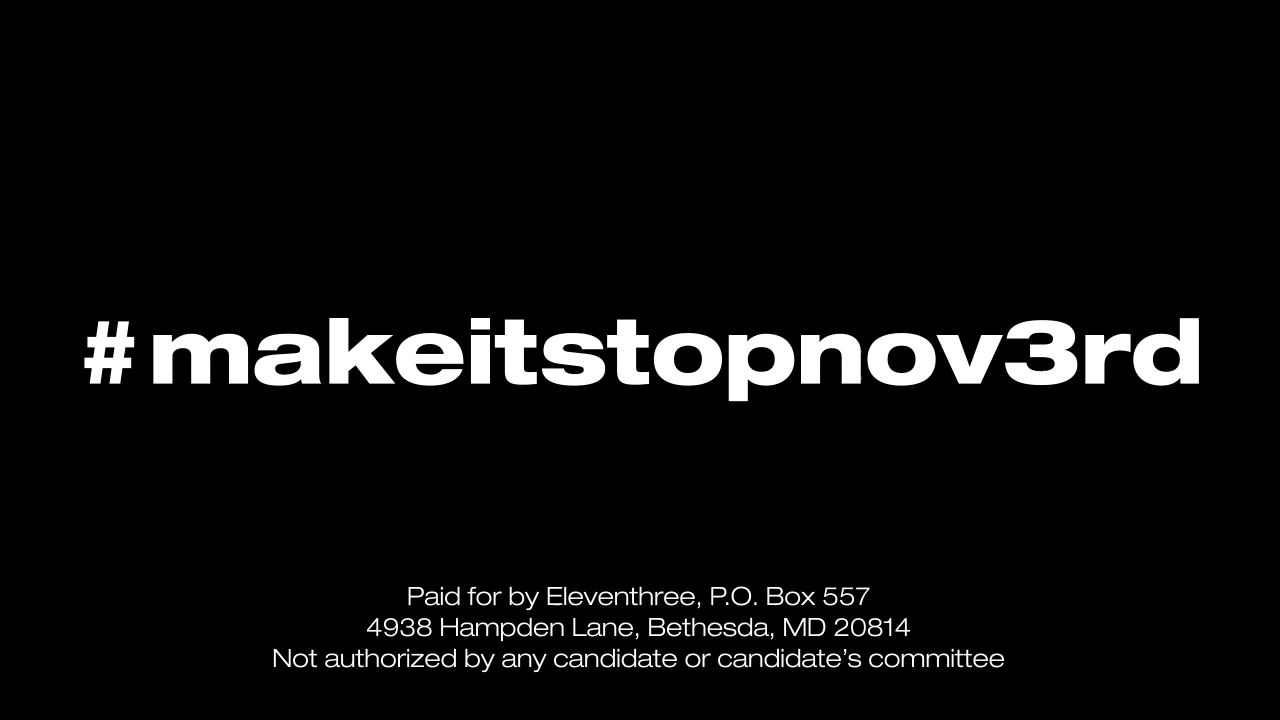 #makeitstopnov3rd
Paid for by Eleventhree, P.O. Box 557
4938 Hampden Lane, Bethesda, MD 20814
Not authorized by any candidate or candidate’s committee